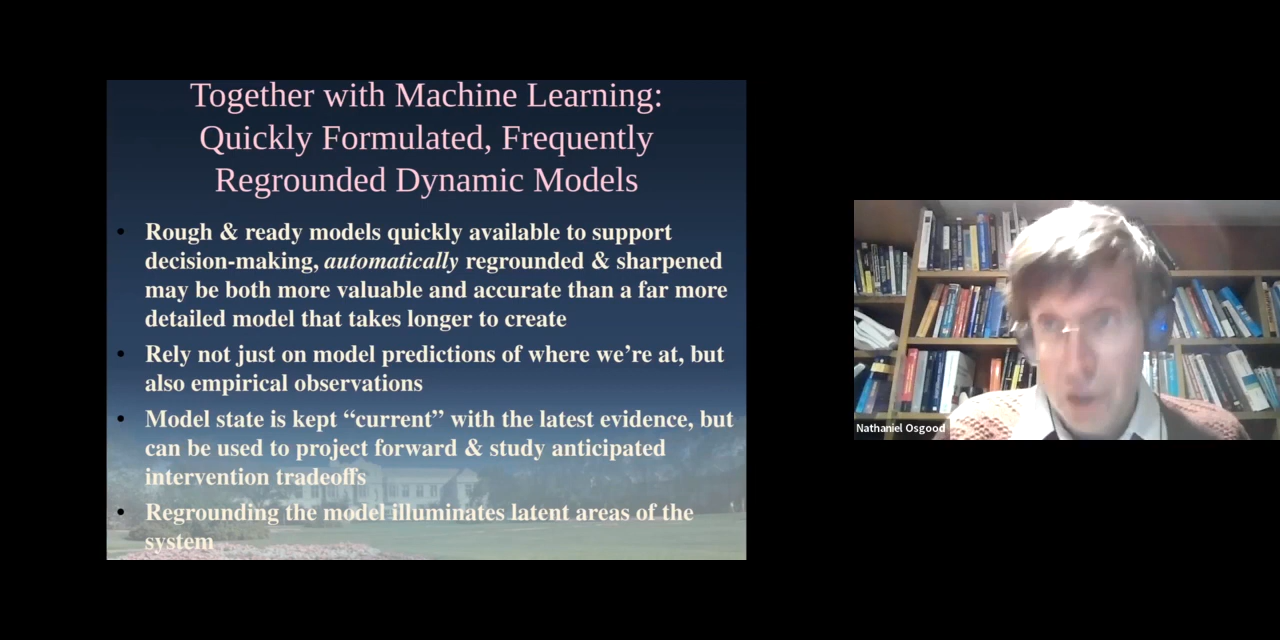 Together with Machine Learning:
Quickly Formulated, Frequently
Regrounded Dynamic Models
• Rough & ready models quickly available to support
decision-making, automatically regrounded & sharpened
may be both more valuable and accurate than a far more
detailed model that takes longer to create
• Rely not just on model predictions of where we’re at, but
also empirical observations
• Model state is kept “current” with the latest evidence, but
can be used to project forward & study anticipated
intervention tradeoffs
• Regrounding the model illuminates latent areas of the
system
Nathaniel Osgood